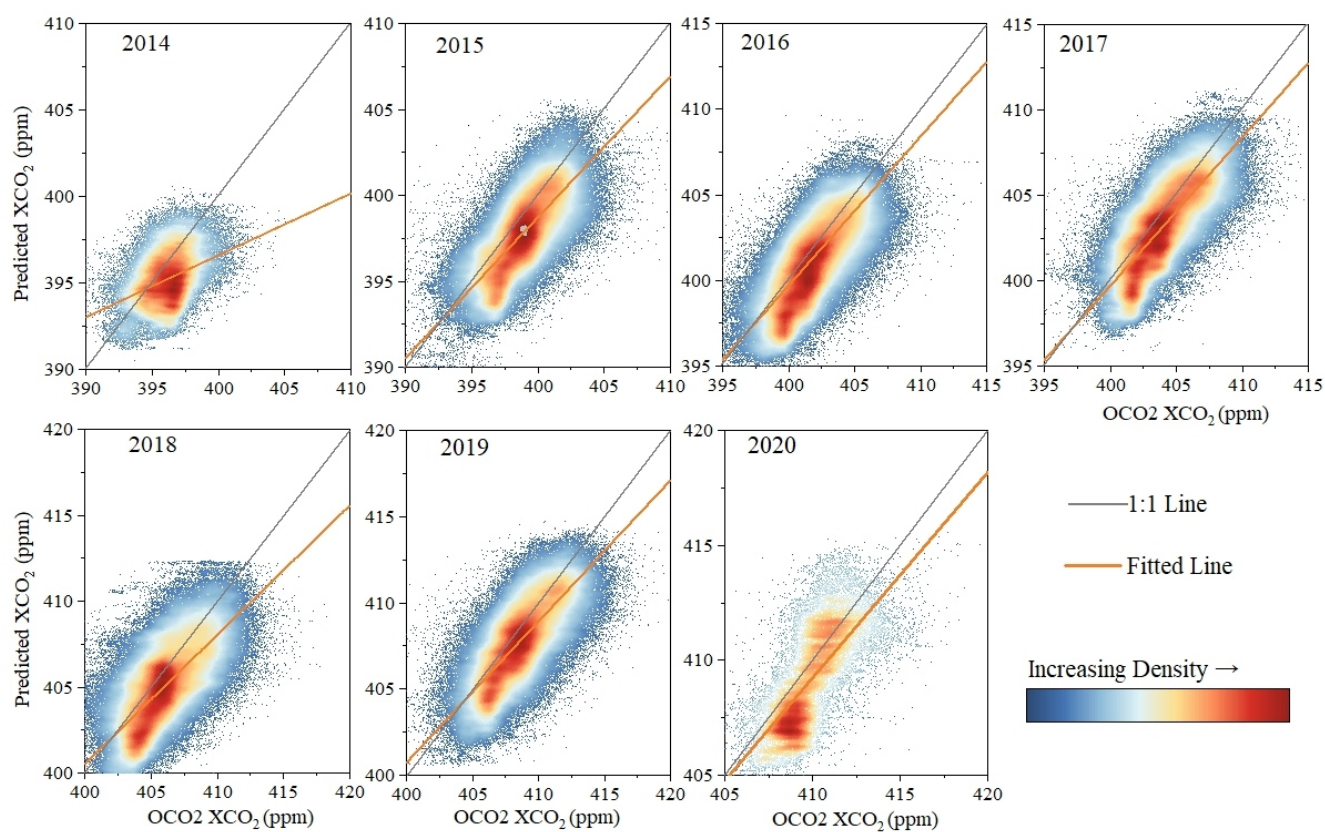 2014
Predicted XCO2 (ppm)
410
405
400
395
390
390 395 400 405 410
2015
410
405
400
395
390
390 395 400 405 410
2016
415
410
405
400
395
395 400 405 410 415
2017
415
410
405
400
395
395 400 405 410 415
OCO2 XCO2 (ppm)
2018
Predicted XCO2 (ppm)
420
415
410
405
400
400 405 410 415 420
OCO2 XCO2 (ppm)
2019
420
415
410
405
400
400 405 410 415 420
OCO2 XCO2 (ppm)
2020
420
415
410
405
405 410 415 420
OCO2 XCO2 (ppm)
1:1 Line
Fitted Line
Increasing Density →